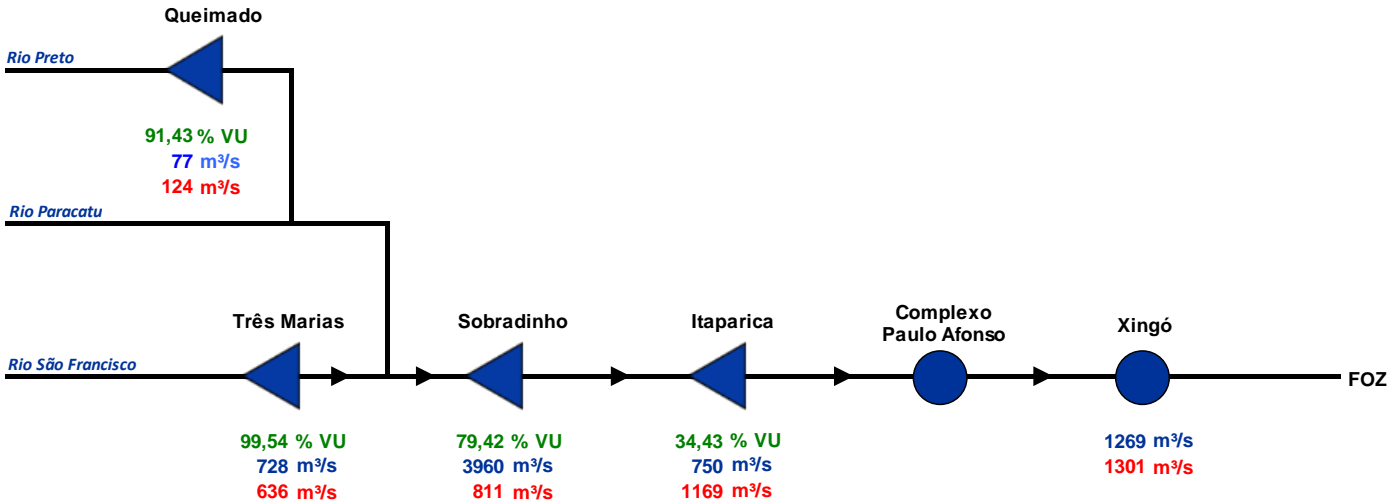 Queimado
Rio Preto
91,43 % VU
77 m³/s
124 m³/s
Rio Paracatu
Três Marias
Sobradinho
Itaparica
Complexo
Paulo Afonso
Xingó
Rio São Francisco
FOZ
99,54 % VU
728 m³/s
636 m³/s
79,42 % VU
3960 m³/s
811 m³/s
34,43 % VU
750 m³/s
1169 m³/s
1269 m³/s
1301 m³/s